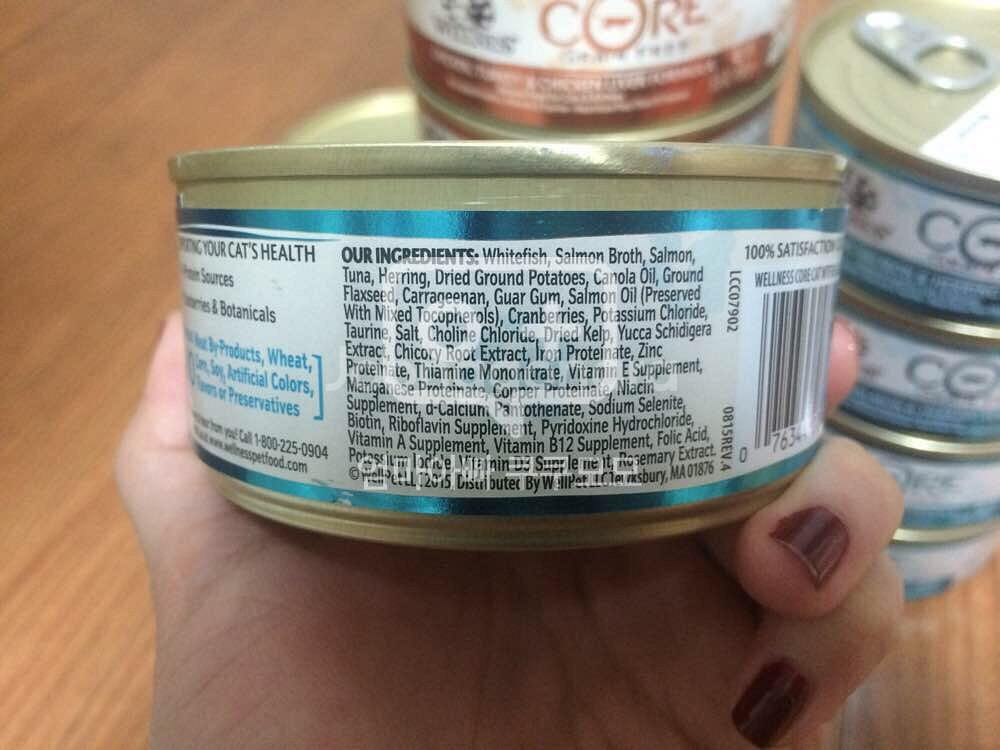 WELLNESS
CORE
GRAIN FREE
CORE
CORE
CORE
YOUR CAT'S HEALTH
Protein Sources
& Botanicals
Meat By-Products, Wheat,
Corn, Soy, Artificial Colors,
Flavors or Preservatives
from you! Call 1-800-225-0904
www.wellnesspetfood.com
OUR INGREDIENTS: Whitefish, Salmon Broth, Salmon,
Tuna, Herring, Dried Ground Potatoes, Canola Oil, Ground
Flaxseed, Carrageenan, Guar Gum, Salmon Oil (Preserved
With Mixed Tocopherols), Cranberries, Potassium Chloride,
Taurine, Salt, Choline Chloride, Dried Kelp, Yucca Schidigera
Extract, Chicory Root Extract, Iron Proteinate, Zinc
Proteinate, Thiamine Mononitrate, Vitamin E Supplement,
Manganese Proteinate, Copper Proteinate, Niacin
Supplement, d-Calcium Pantothenate, Sodium Selenite,
Biotin, Riboflavin Supplement, Pyridoxine Hydrochloride,
Vitamin A Supplement, Vitamin B12 Supplement, Folic Acid,
Potassium Iodide, Vitamin D3 Supplement, Rosemary Extract.
©WellPet LLC 2015, Distributed By WellPet LLC Tewksbury, MA 01876
LCC07902
0815REV.4
100% SATISFACTION
WELLNESS CORE CAT
0 7634